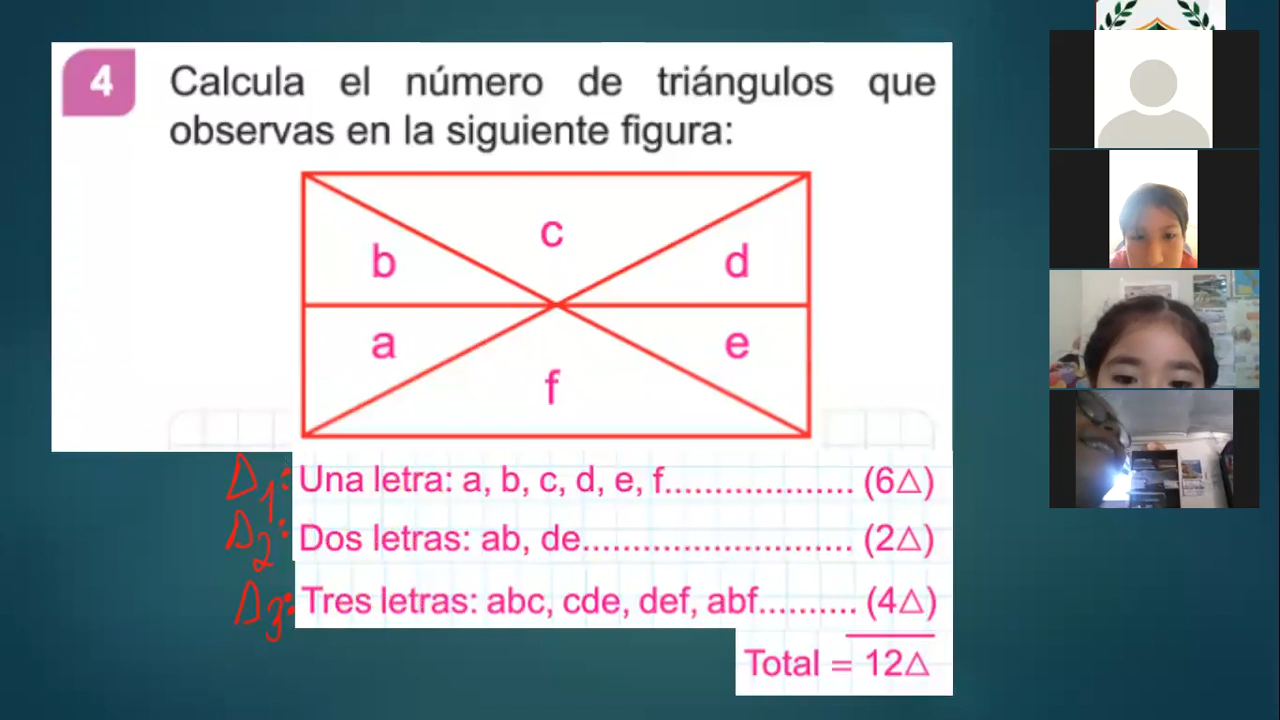 4
Calcula el número de triángulos que
observas en la siguiente figura:
c
b
d
a
e
f
Δ1: Una letra: a, b, c, d, e, f................... (6△)
Δ2: Dos letras: ab, de........................... (2△)
Δ3: Tres letras: abc, cde, def, abf.......... (4△)
Total = 12△